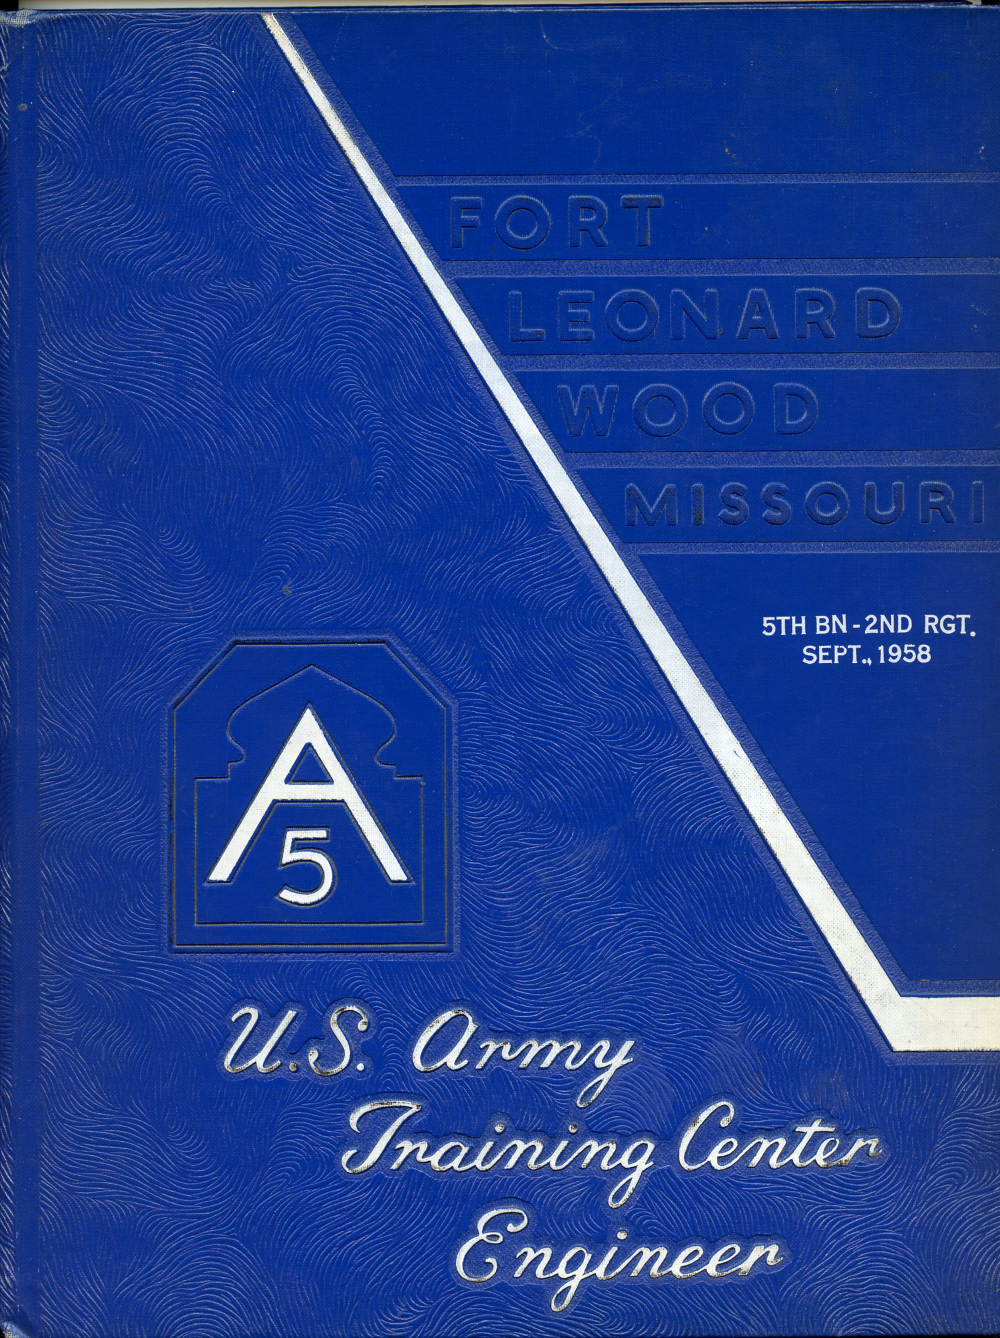 FORT
LEONARD
WOOD
MISSOURI
5TH BN-2ND RGT.
SEPT., 1958
A
5
U.S. Army
Training Center
Engineer